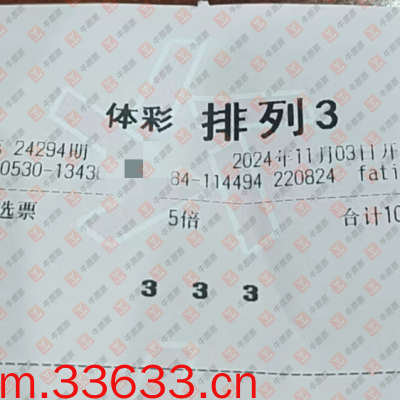 体彩 排列3
24294期 2024年11月03日开
0530-1343 84-114494 220824 fati
选票 5倍 合计10
3 3 3
m.33633.cn